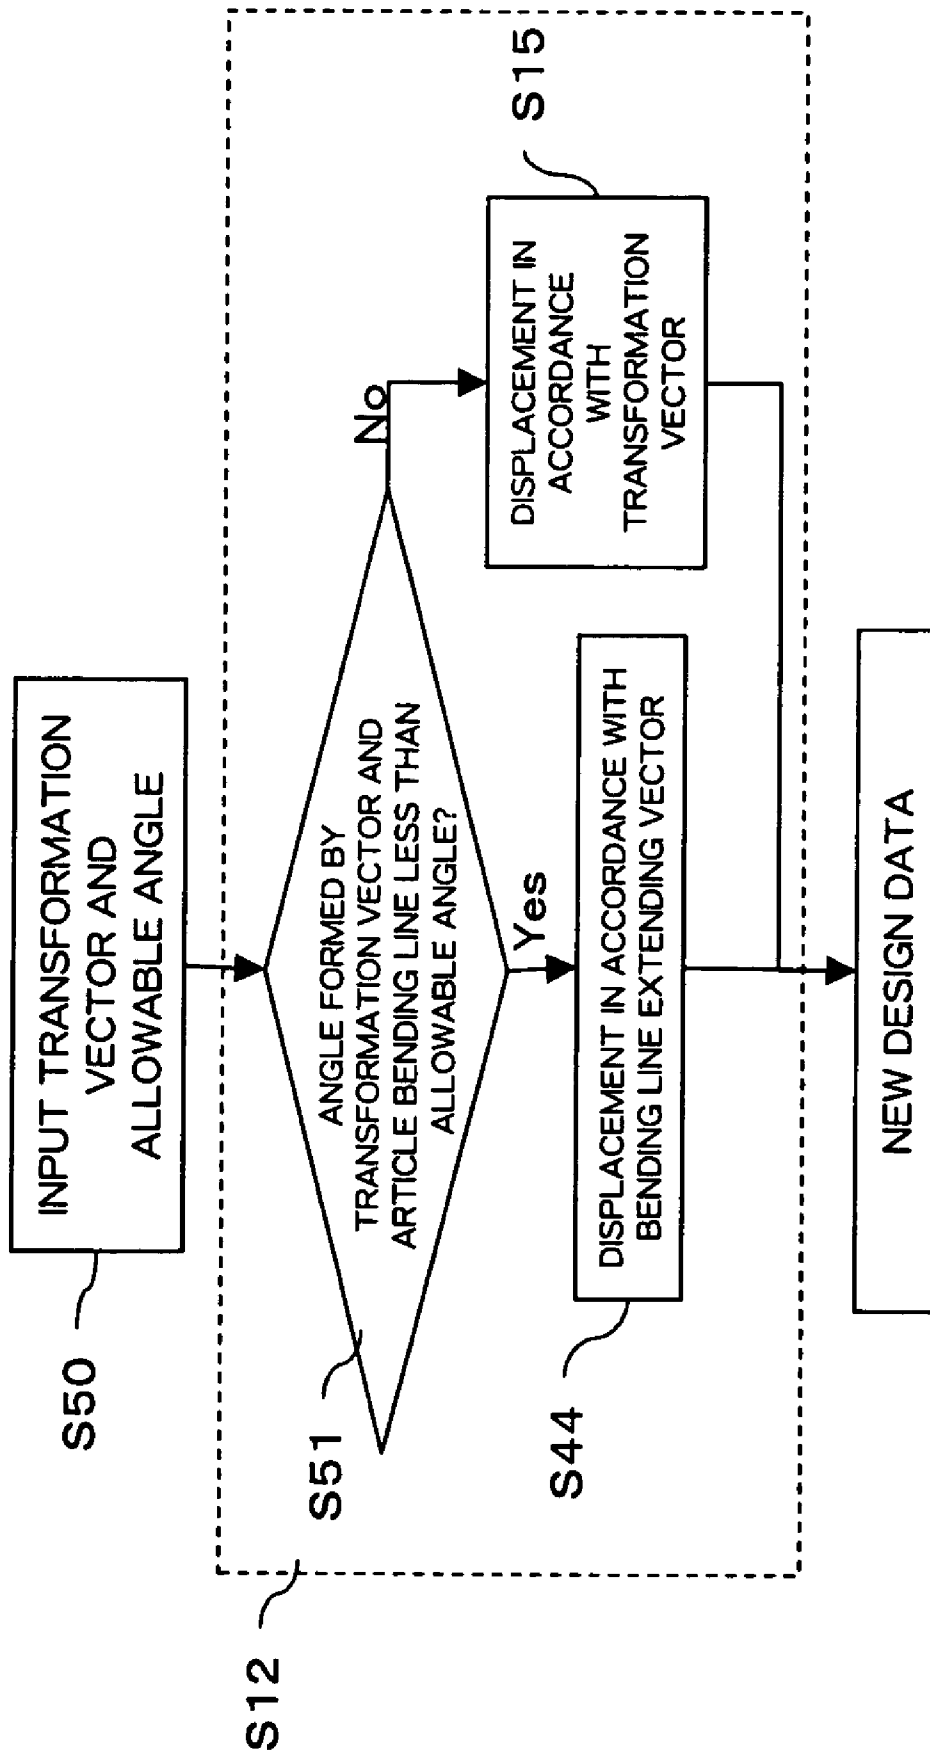 S50
INPUT TRANSFORMATION
VECTOR AND
ALLOWABLE ANGLE
S12
S51
ANGLE FORMED BY
TRANSFORMATION VECTOR AND
ARTICLE BENDING LINE LESS THAN
ALLOWABLE ANGLE?
No
Yes
S44
DISPLACEMENT IN ACCORDANCE WITH
BENDING LINE EXTENDING VECTOR
S15
DISPLACEMENT IN
ACCORDANCE
WITH
TRANSFORMATION
VECTOR
NEW DESIGN DATA